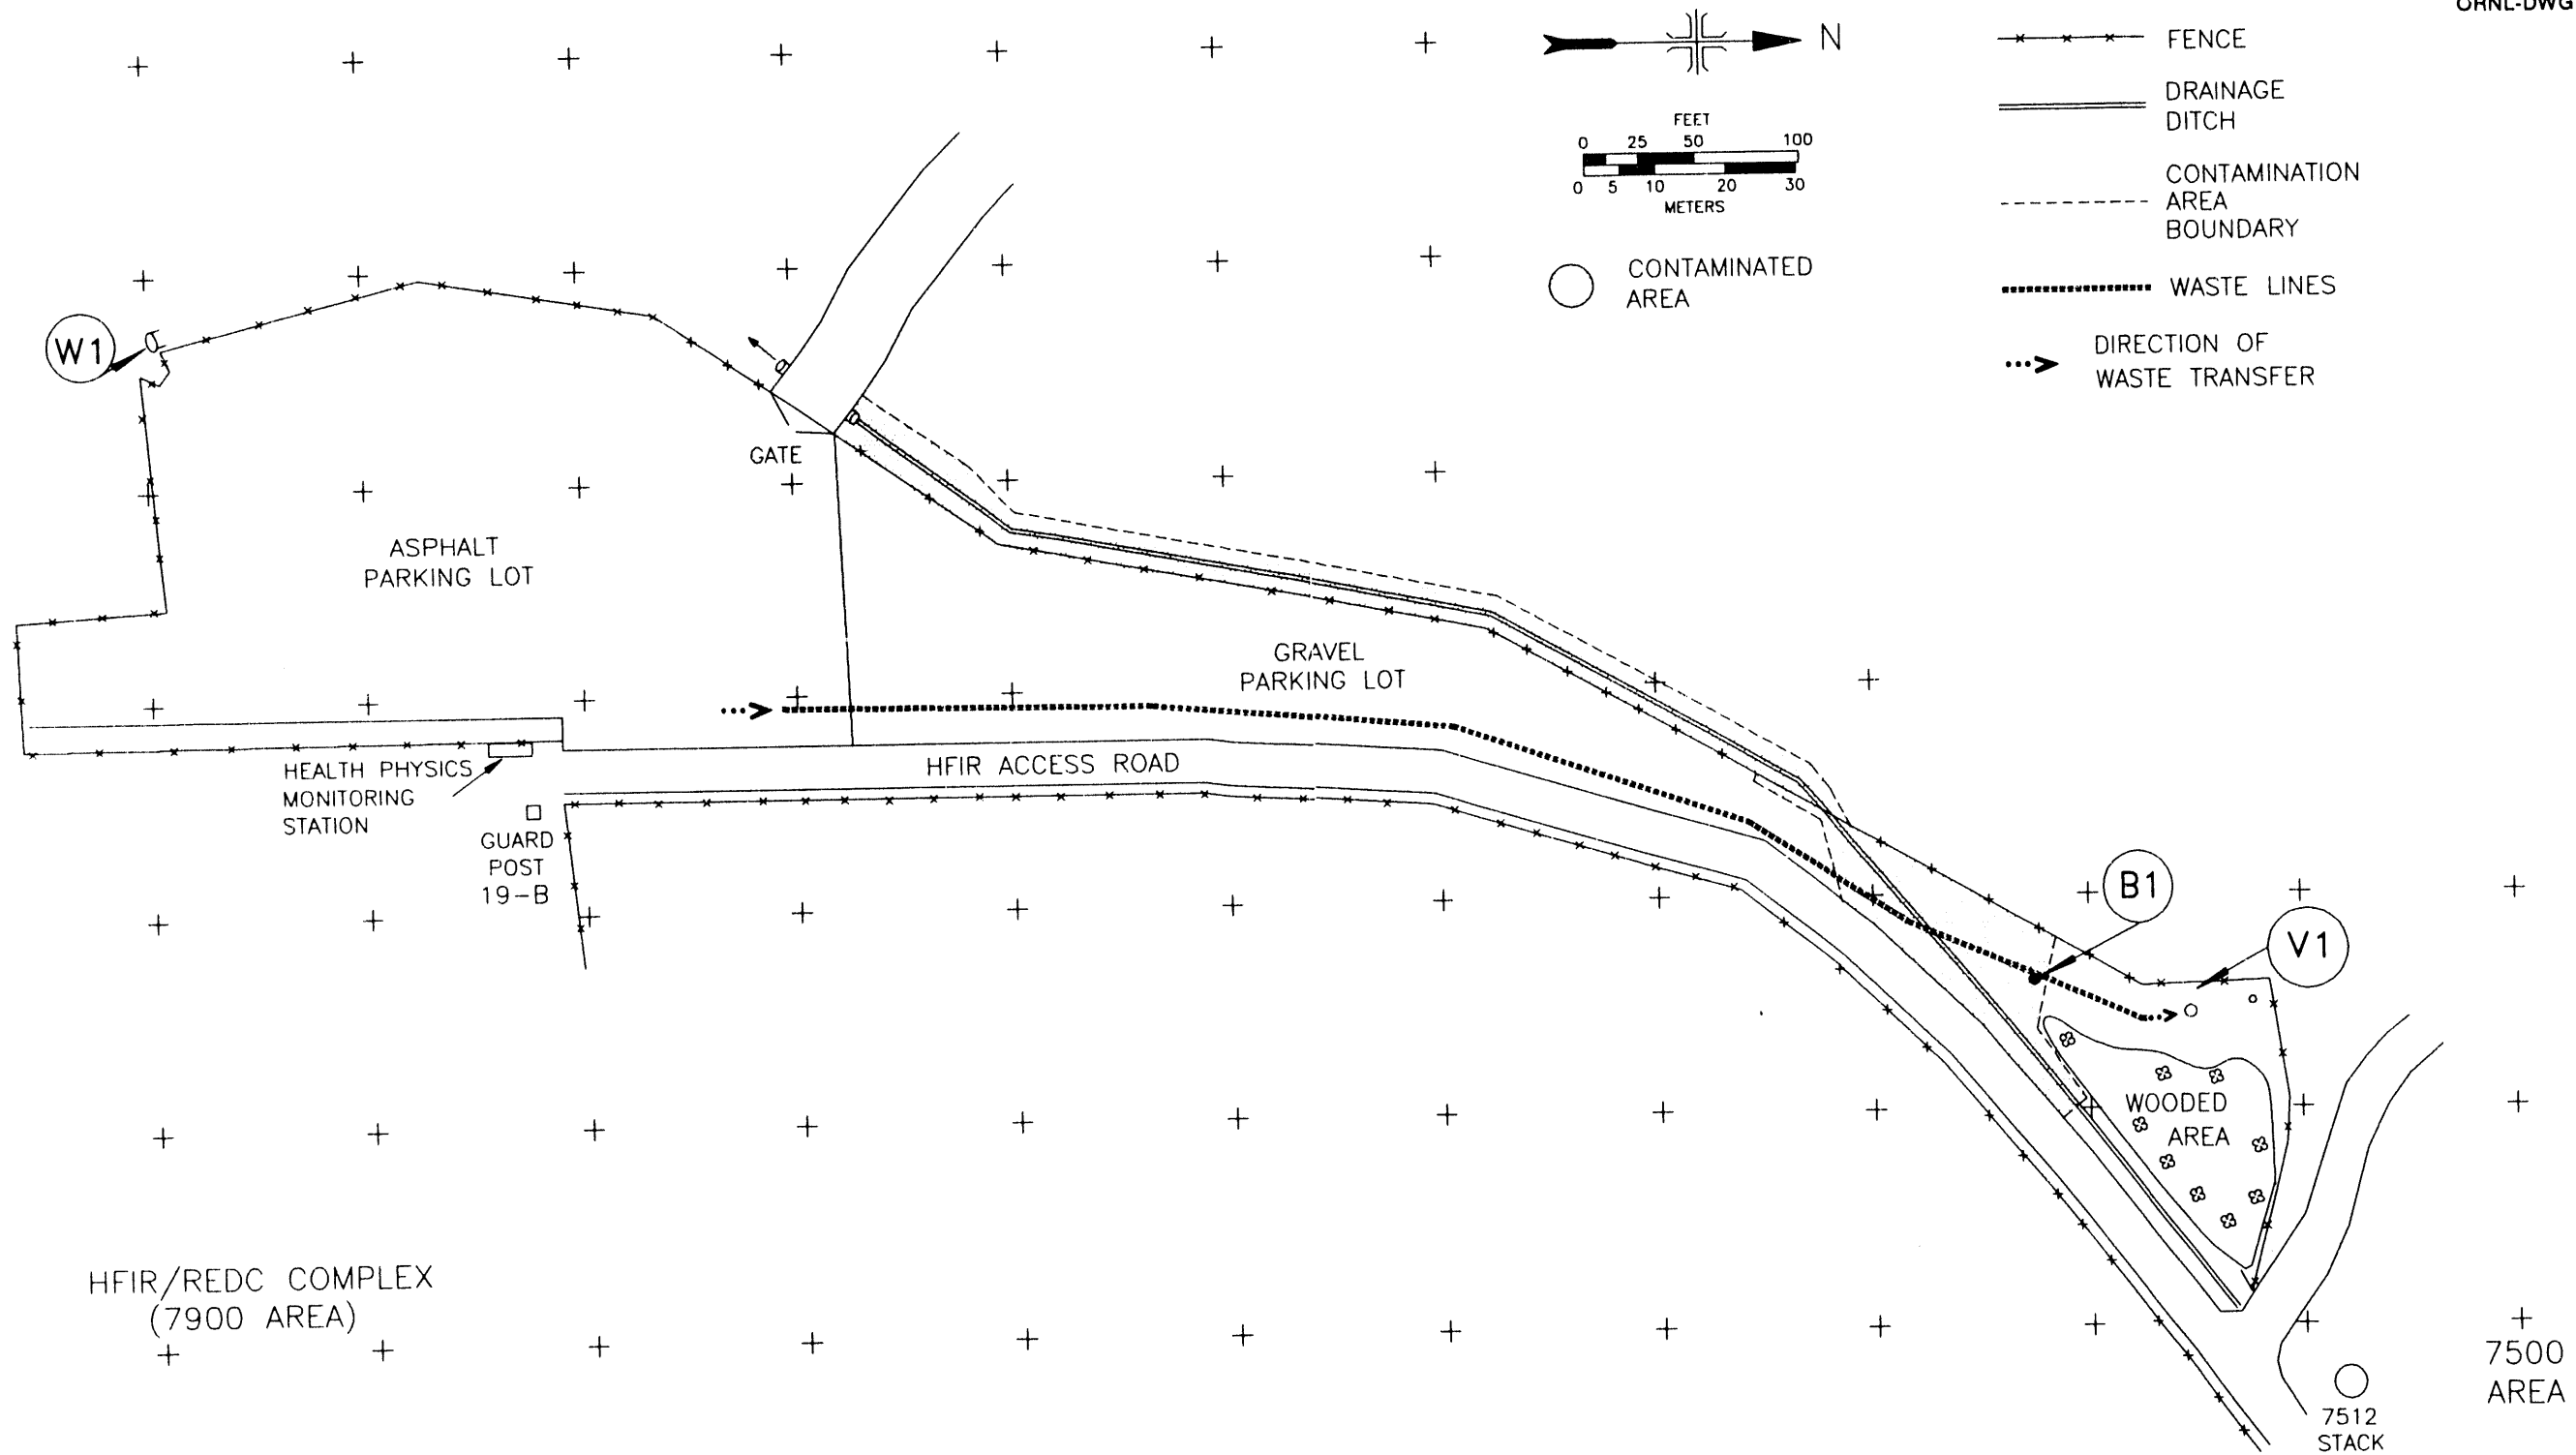 ORNL-DWG
N
FENCE
DRAINAGE
DITCH
FEET
0 25 50 100
0 5 10 20 30
METERS
CONTAMINATION
AREA
BOUNDARY
CONTAMINATED
AREA
WASTE LINES
DIRECTION OF
WASTE TRANSFER
W1
GATE
ASPHALT
PARKING LOT
GRAVEL
PARKING LOT
HFIR ACCESS ROAD
HEALTH PHYSICS
MONITORING
STATION
GUARD
POST
19-B
B1
V1
WOODED
AREA
HFIR/REDC COMPLEX
(7900 AREA)
7500
AREA
7512
STACK